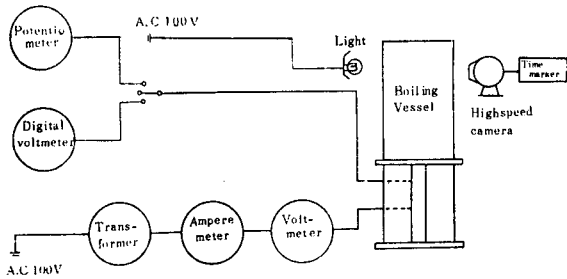 Potentio
meter
A.C 100V
Light
Boiling
Vessel
Time
marker
Highspeed
camera
Digital
voltmeter
Trans-
former
Ampere
meter
Volt-
meter
A.C 100V